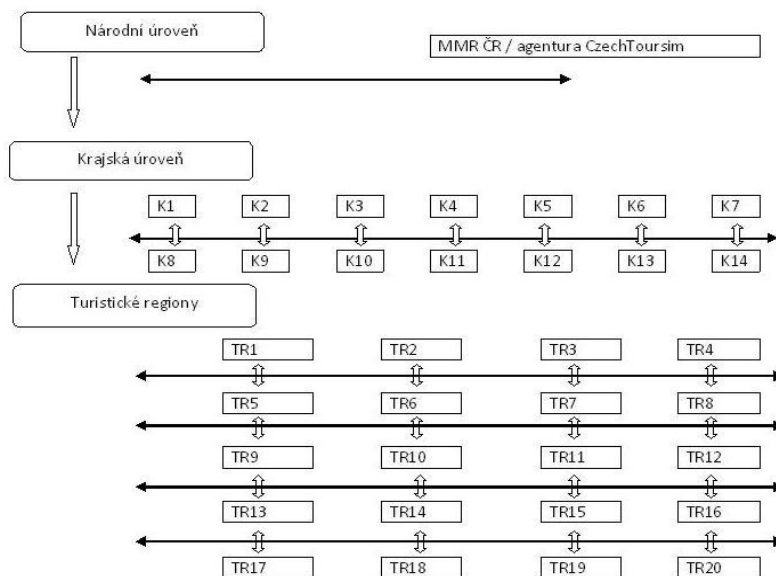 Národní úroveň
MMR ČR / agentura CzechToursim
Krajská úroveň
K1 K2 K3 K4 K5 K6 K7
K8 K9 K10 K11 K12 K13 K14
Turistické regiony
TR1 TR2 TR3 TR4
TR5 TR6 TR7 TR8
TR9 TR10 TR11 TR12
TR13 TR14 TR15 TR16
TR17 TR18 TR19 TR20